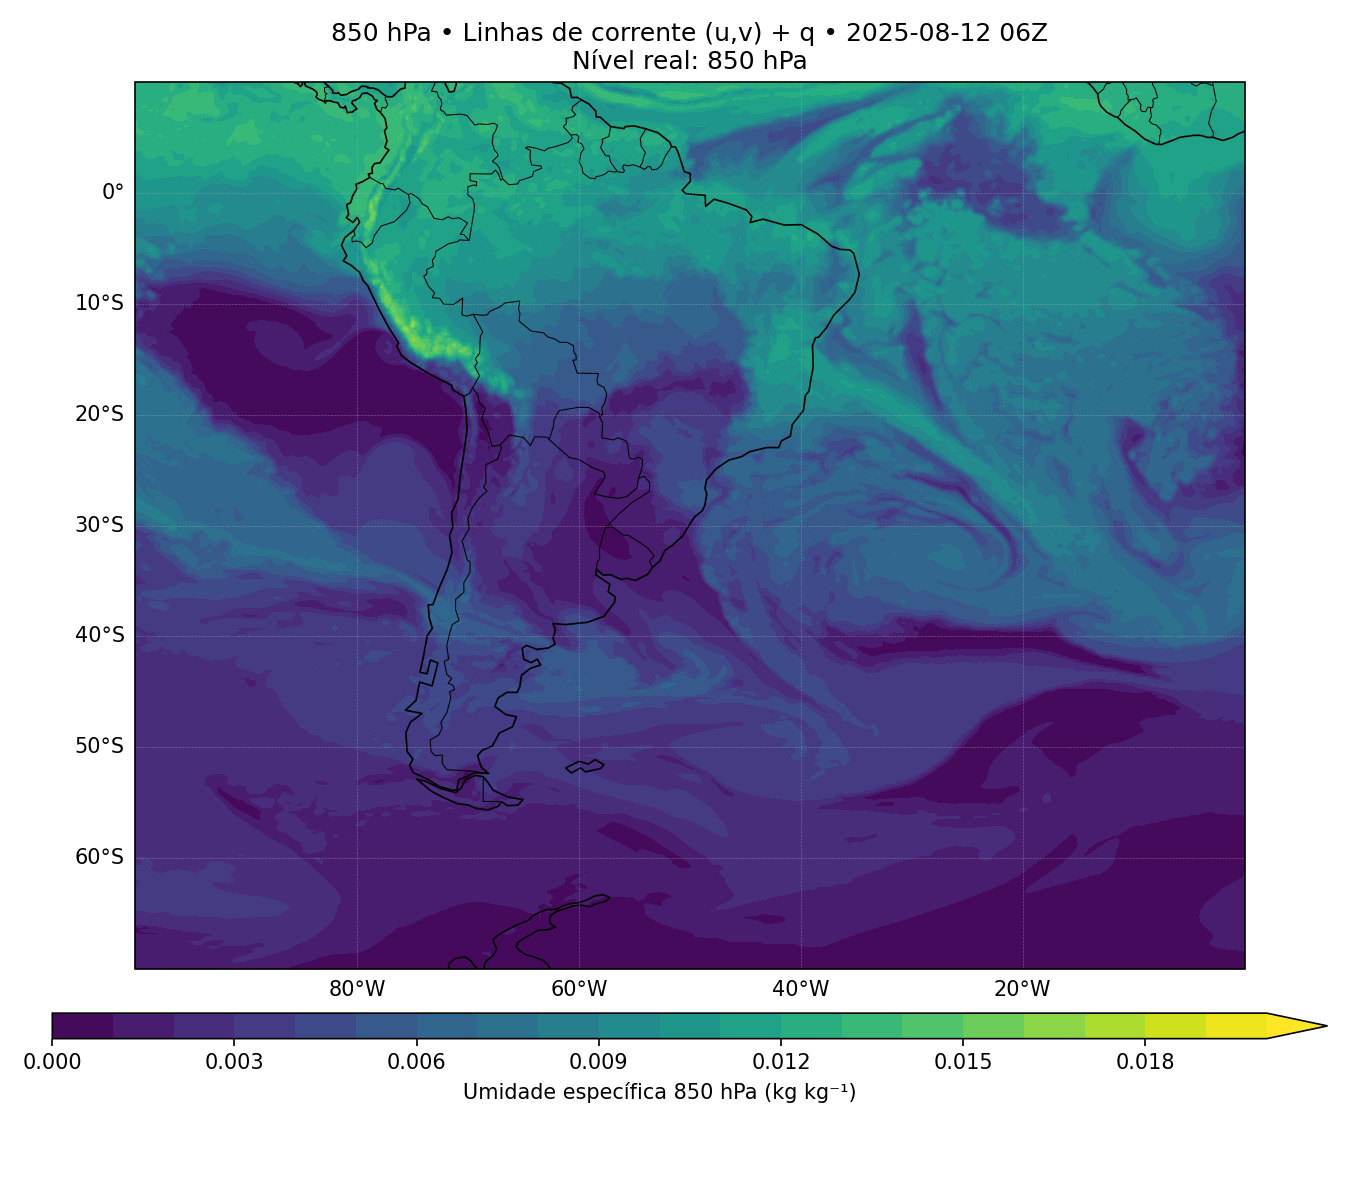 850 hPa • Linhas de corrente (u,v) + q • 2025-08-12 06Z
Nível real: 850 hPa
0°
10°S
20°S
30°S
40°S
50°S
60°S
80°W 60°W 40°W 20°W
0.000 0.003 0.006 0.009 0.012 0.015 0.018
Umidade específica 850 hPa (kg kg⁻¹)